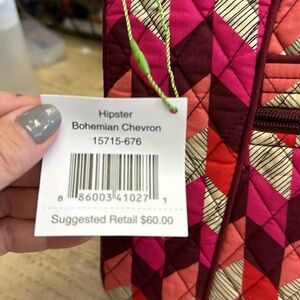 Hipster
Bohemian Chevron
15715-676
8 86003 41027 1
Suggested Retail $60.00